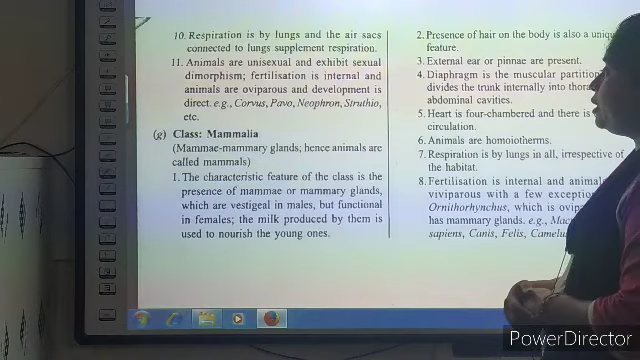 10. Respiration is by lungs and the air sacs
connected to lungs supplement respiration.
11. Animals are unisexual and exhibit sexual
dimorphism; fertilisation is internal and
animals are oviparous and development is
direct. e.g., Corvus, Pavo, Neophron, Struthio,
etc.
(g) Class: Mammalia
(Mammae-mammary glands; hence animals are
called mammals)
1. The characteristic feature of the class is the
presence of mammae or mammary glands,
which are vestigeal in males, but functional
in females; the milk produced by them is
used to nourish the young ones.
2. Presence of hair on the body is also a
feature.
3. External ear or pinnae are present.
4. Diaphragm is the muscular
divides the trunk internally into
abdominal cavities.
5. Heart is four-chambered and there is
circulation.
6. Animals are homoiotherms.
7. Respiration is by lungs in all, irrespective of
the habitat.
8. Fertilisation is internal and
viviparous with a few
Ornithorhynchus, which is
has mammary glands. e.g.,
sapiens, Canis, Felis,
PowerDirector